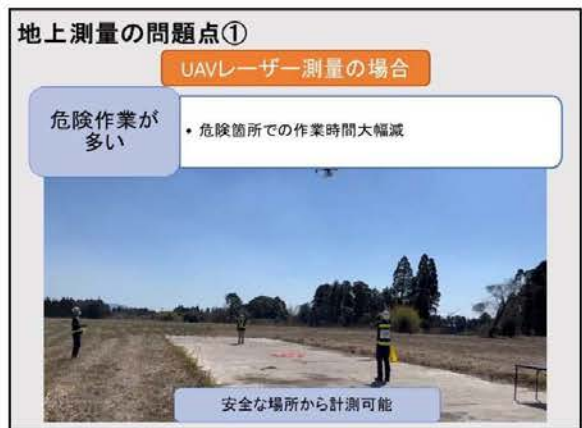 地上測量の問題点①
UAVレーザー測量の場合
危険作業が
多い
• 危険箇所での作業時間大幅減
安全な場所から計測可能